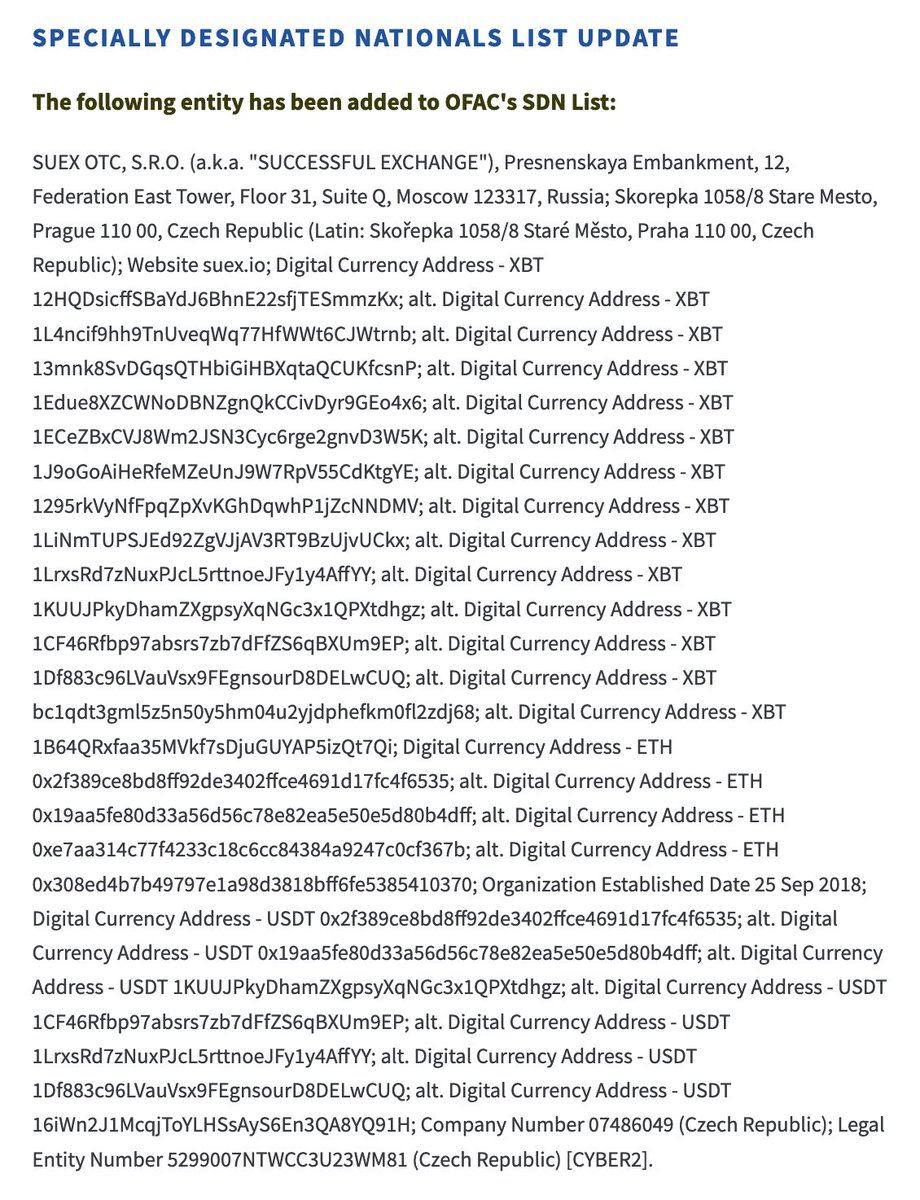 SPECIALLY DESIGNATED NATIONALS LIST UPDATE
The following entity has been added to OFAC's SDN List:
SUEX OTC, S.R.O. (a.k.a. "SUCCESSFUL EXCHANGE"), Presnenskaya Embankment, 12,
Federation East Tower, Floor 31, Suite Q, Moscow 123317, Russia; Skorepka 1058/8 Stare Mesto,
Prague 110 00, Czech Republic (Latin: Skořepka 1058/8 Staré Město, Praha 110 00, Czech
Republic); Website suex.io; Digital Currency Address - XBT
12HQDsicffSBaYdJ6BhnE22sfjTESmmzKx; alt. Digital Currency Address - XBT
1L4ncif9hh9TnUveqWq77HfWWt6CJWtrnb; alt. Digital Currency Address - XBT
13mnk8SvDGqsQTHbiGiHBXqtaQCUKfcsnP; alt. Digital Currency Address - XBT
1Edue8XZCWNoDBNZgnQkCCivDyr9GEo4x6; alt. Digital Currency Address - XBT
1ECeZBxCVJ8Wm2JSN3Cyc6rge2gnvD3W5K; alt. Digital Currency Address - XBT
1J9oGoAiHeRfeMZeUnJ9W7RpV55CdKtgYE; alt. Digital Currency Address - XBT
1295rkVyNfFpqZpXvKGhDqwhP1jZcNNDMV; alt. Digital Currency Address - XBT
1LiNmTUPSJEd92ZgVJjAV3RT9BzUjvUCkx; alt. Digital Currency Address - XBT
1LrxsRd7zNuxPJcL5rttnoeJFy1y4AffYY; alt. Digital Currency Address - XBT
1KUUJPkyDhamZXgpsyXqNGc3x1QPXtdhgz; alt. Digital Currency Address - XBT
1CF46Rfbp97absrs7zb7dFfZS6qBXUm9EP; alt. Digital Currency Address - XBT
1Df883c96LVauVsx9FEgnsourD8DELwCUQ; alt. Digital Currency Address - XBT
bc1qdt3gml5z5n50y5hm04u2yjdphefkm0fl2zdj68; alt. Digital Currency Address - XBT
1B64QRxfaa35MVkf7sDjuGUYAP5izQt7Qi; Digital Currency Address - ETH
0x2f389ce8bd8ff92de3402ffce4691d17fc4f6535; alt. Digital Currency Address - ETH
0x19aa5fe80d33a56d56c78e82ea5e50e5d80b4dff; alt. Digital Currency Address - ETH
0xe7aa314c77f4233c18c6cc84384a9247c0cf367b; alt. Digital Currency Address - ETH
0x308ed4b7b49797e1a98d3818bff6fe5385410370; Organization Established Date 25 Sep 2018;
Digital Currency Address - USDT 0x2f389ce8bd8ff92de3402ffce4691d17fc4f6535; alt. Digital
Currency Address - USDT 0x19aa5fe80d33a56d56c78e82ea5e50e5d80b4dff; alt. Digital Currency
Address - USDT 1KUUJPkyDhamZXgpsyXqNGc3x1QPXtdhgz; alt. Digital Currency Address - USDT
1CF46Rfbp97absrs7zb7dFfZS6qBXUm9EP; alt. Digital Currency Address - USDT
1LrxsRd7zNuxPJcL5rttnoeJFy1y4AffYY; alt. Digital Currency Address - USDT
1Df883c96LVauVsx9FEgnsourD8DELwCUQ; alt. Digital Currency Address - USDT
16iWn2J1McqjToYLHSsAyS6En3QA8YQ91H; Company Number 07486049 (Czech Republic); Legal
Entity Number 5299007NTWCC3U23WM81 (Czech Republic) [CYBER2].